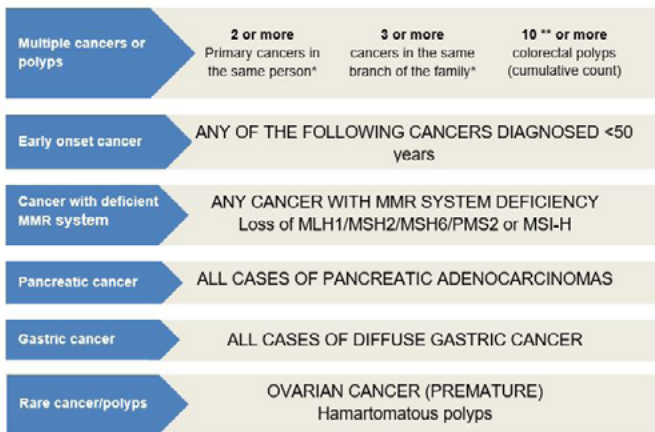 Multiple cancers or
polyps
2 or more
Primary cancers in
the same person*
3 or more
cancers in the same
branch of the family*
10 ** or more
colorectal polyps
(cumulative count)
Early onset cancer
ANY OF THE FOLLOWING CANCERS DIAGNOSED <50
years
Cancer with deficient
MMR system
ANY CANCER WITH MMR SYSTEM DEFICIENCY
Loss of MLH1/MSH2/MSH6/PMS2 or MSI-H
Pancreatic cancer
ALL CASES OF PANCREATIC ADENOCARCINOMAS
Gastric cancer
ALL CASES OF DIFFUSE GASTRIC CANCER
Rare cancer/polyps
OVARIAN CANCER (PREMATURE)
Hamartomatous polyps